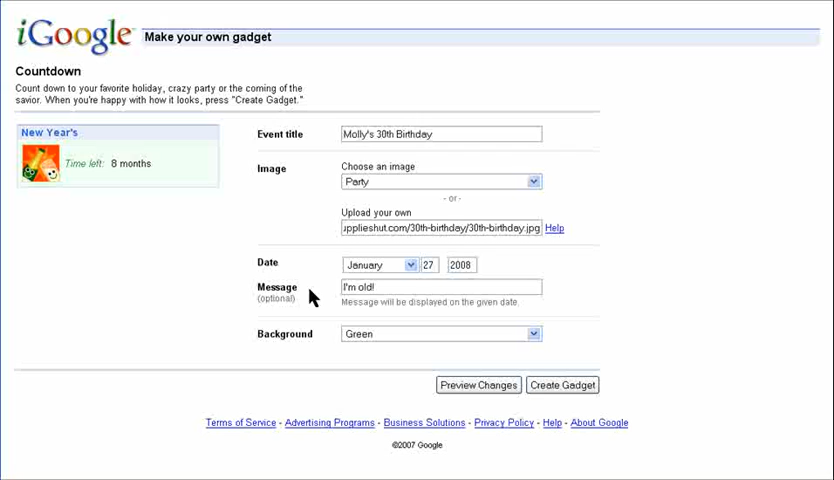 iGoogle™ Make your own gadget
Countdown
Count down to your favorite holiday, crazy party or the coming of the
savior. When you're happy with how it looks, press "Create Gadget."
New Year's
Time left: 8 months
Event title Molly's 30th Birthday
Image Choose an image
Party
- or -
Upload your own
upplieshut.com/30th-birthday/30th-birthday.jpg Help
Date January 27 2008
Message I'm old!
(optional) Message will be displayed on the given date.
Background Green
Preview Changes Create Gadget
Terms of Service - Advertising Programs - Business Solutions - Privacy Policy - Help - About Google
©2007 Google